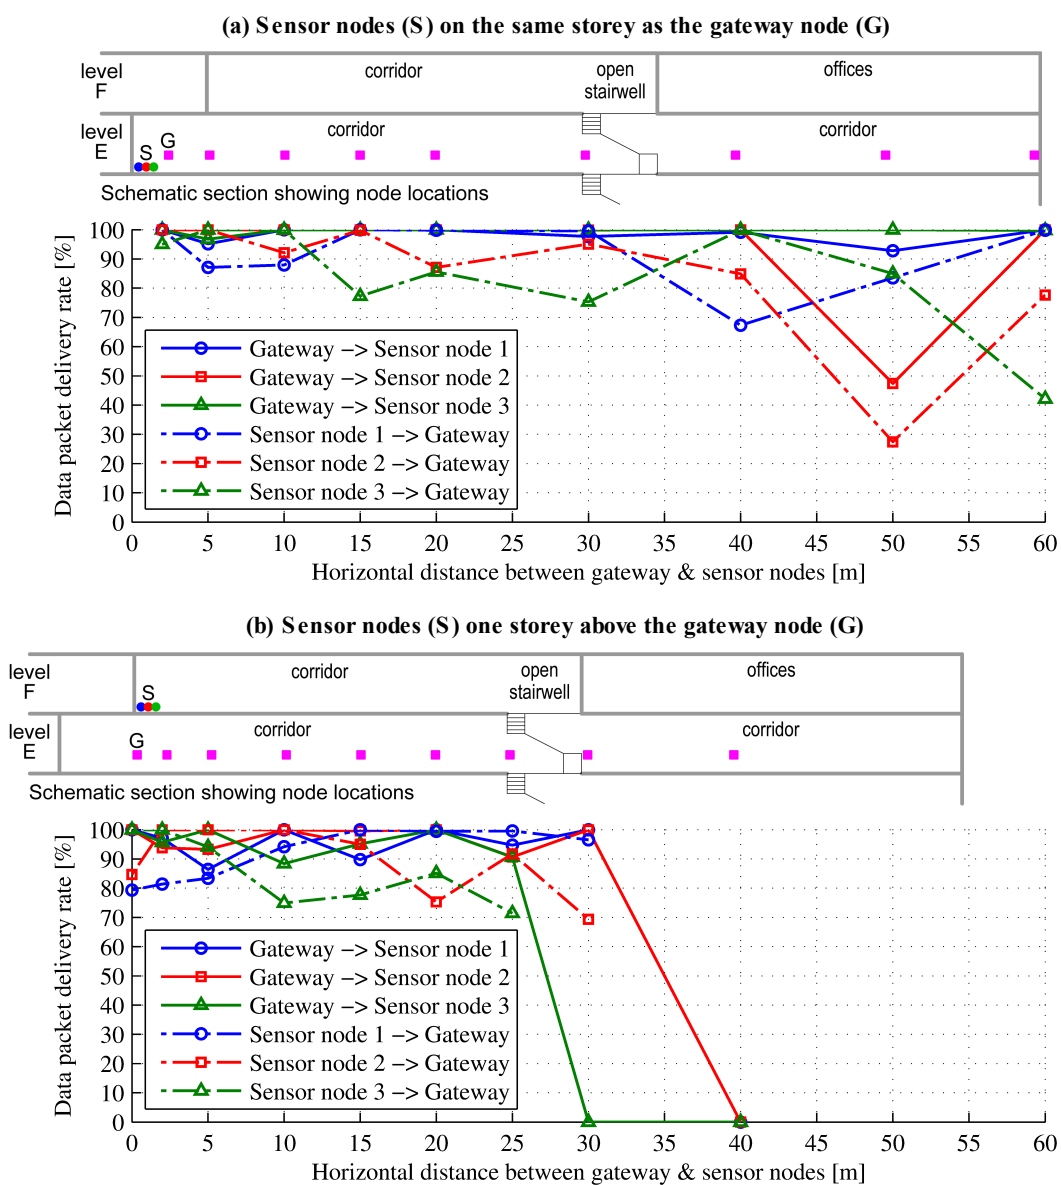 (a) Sensor nodes (S) on the same storey as the gateway node (G)
level
F
corridor
open
stairwell
offices
level
E
S
G
corridor
corridor
Schematic section showing node locations
100
90
80
70
60
50
40
30
20
10
0
Data packet delivery rate [%]
Gateway −> Sensor node 1
Gateway −> Sensor node 2
Gateway −> Sensor node 3
Sensor node 1 −> Gateway
Sensor node 2 −> Gateway
Sensor node 3 −> Gateway
0 5 10 15 20 25 30 35 40 45 50 55 60
Horizontal distance between gateway & sensor nodes [m]
(b) Sensor nodes (S) one storey above the gateway node (G)
level
F
S
corridor
open
stairwell
offices
level
E
G
corridor
corridor
Schematic section showing node locations
100
90
80
70
60
50
40
30
20
10
0
Data packet delivery rate [%]
Gateway −> Sensor node 1
Gateway −> Sensor node 2
Gateway −> Sensor node 3
Sensor node 1 −> Gateway
Sensor node 2 −> Gateway
Sensor node 3 −> Gateway
0 5 10 15 20 25 30 35 40 45 50 55 60
Horizontal distance between gateway & sensor nodes [m]